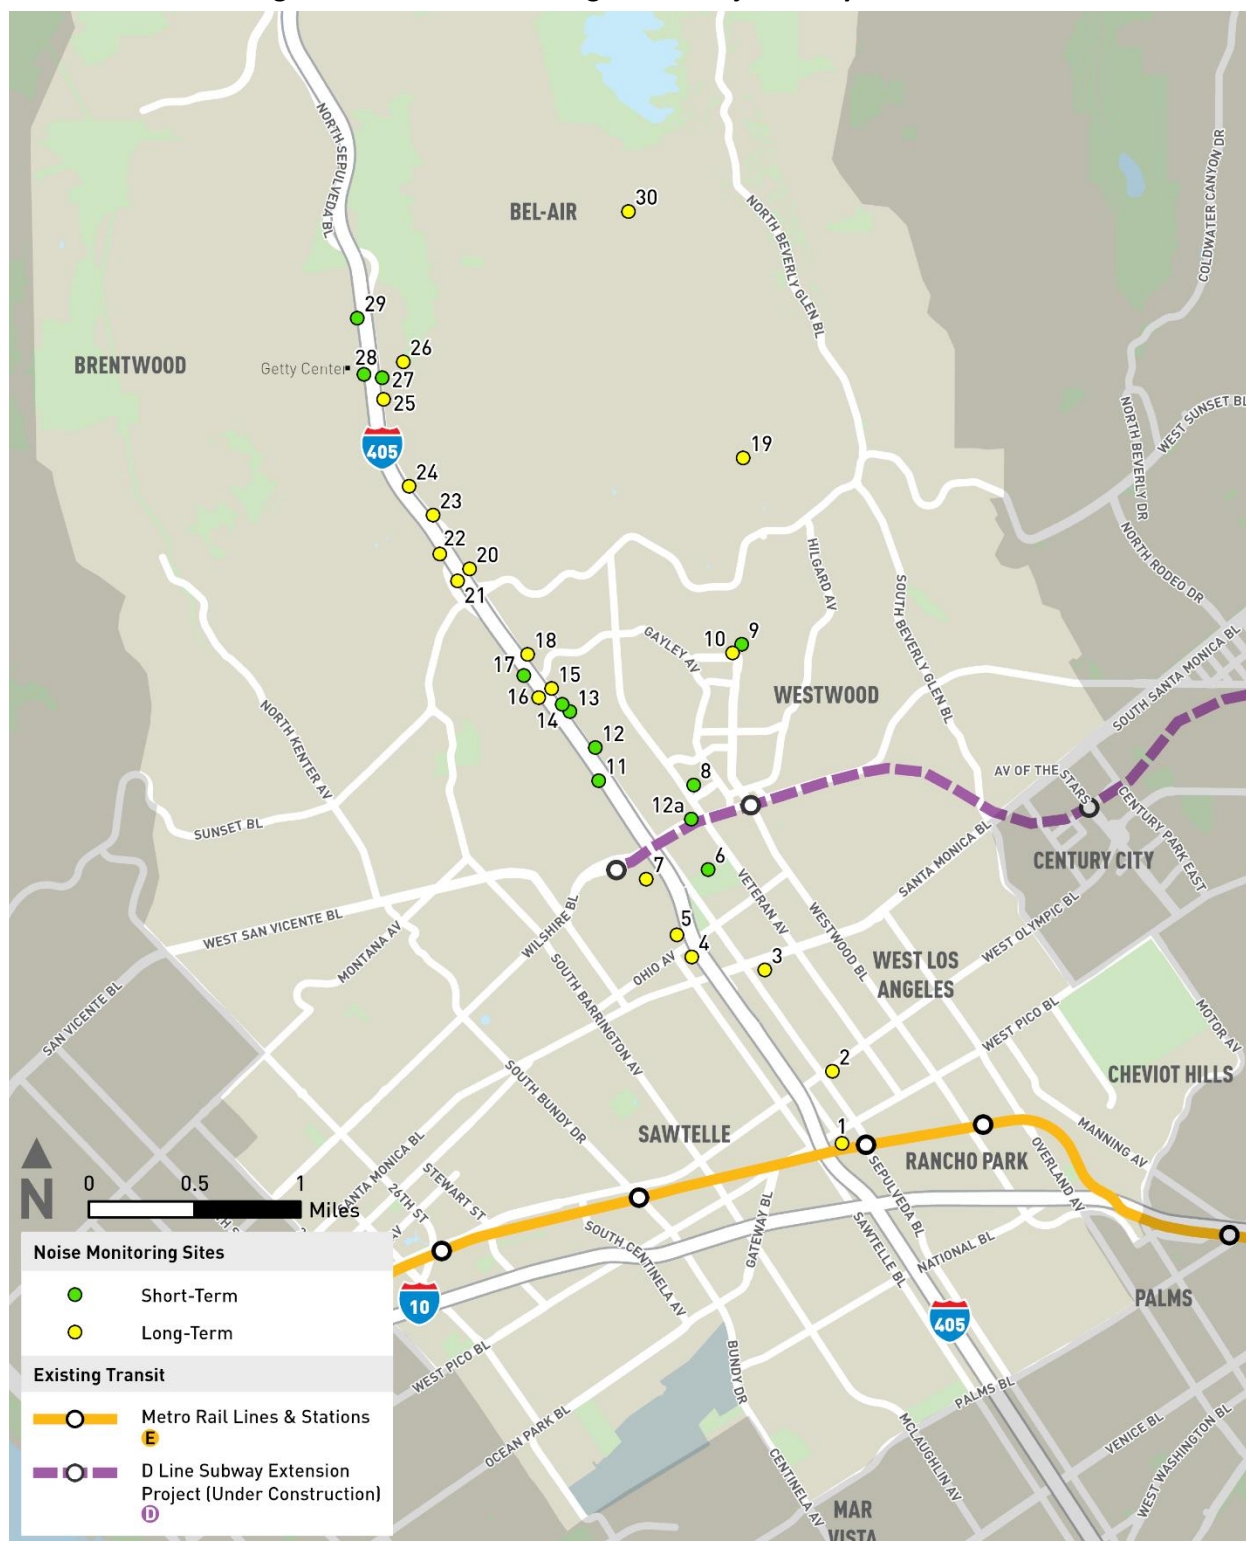 NORTH SEPULVEDA BL
BEL-AIR
30
NORTH BEVERLY GLEN BL
COLDWATER CANYON DR
29
BRENTWOOD
Getty Center
28
26
27
25
405
NORTH BEVERLY DR
WEST SUNSET BL
19
24
23
22
20
21
HILGARD AV
NORTH RODEO DR
SOUTH BEVERLY GLEN BL
GAYLEY AV
10
9
18
17
15
16
13
14
WESTWOOD
SOUTH SANTA MONICA BL
NORTH KENTER AV
12
11
8
12a
AV OF THE STARS
CENTURY PARK EAST
SUNSET BL
CENTURY CITY
SANTA MONICA BL
7
6
VETERAN AV
WESTWOOD BL
WEST OLYMPIC BL
WEST SAN VICENTE BL
MONTANA AV
WILSHIRE BL
SOUTH BARRINGTON AV
OHIO AV
5
4
3
WEST LOS
ANGELES
SAN VICENTE BL
WEST PICO BL
MOTOR AV
2
CHEVIOT HILLS
SOUTH BUNDY DR
SAWTELLE
1
RANCHO PARK
MANNING AV
OVERLAND AV
SEPULVEDA BL
SANTA MONICA BL
26TH ST
STEWART ST
N
0 0.5 1
Miles
SOUTH CENTINELA AV
GATEWAY BL
SAWTELLE BL
NATIONAL BL
PALMS
10
405
WEST PICO BL
OCEAN PARK BL
BUNDY DR
PALMS BL
MCLAUGHLIN AV
CENTINELA AV
VENICE BL
WEST WASHINGTON BL
MAR
VISTA
Noise Monitoring Sites
Short-Term
Long-Term
Existing Transit
Metro Rail Lines & Stations
E
D Line Subway Extension
Project (Under Construction)
D